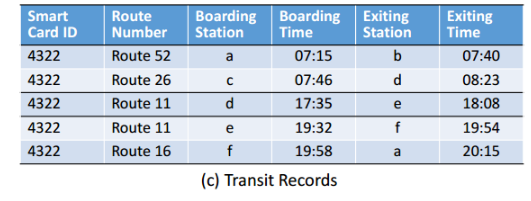 Smart Card ID Route Number Boarding Station Boarding Time Exiting Station Exiting Time
4322 Route 52 a 07:15 b 07:40
4322 Route 26 c 07:46 d 08:23
4322 Route 11 d 17:35 e 18:08
4322 Route 11 e 19:32 f 19:54
4322 Route 16 f 19:58 a 20:15
(c) Transit Records